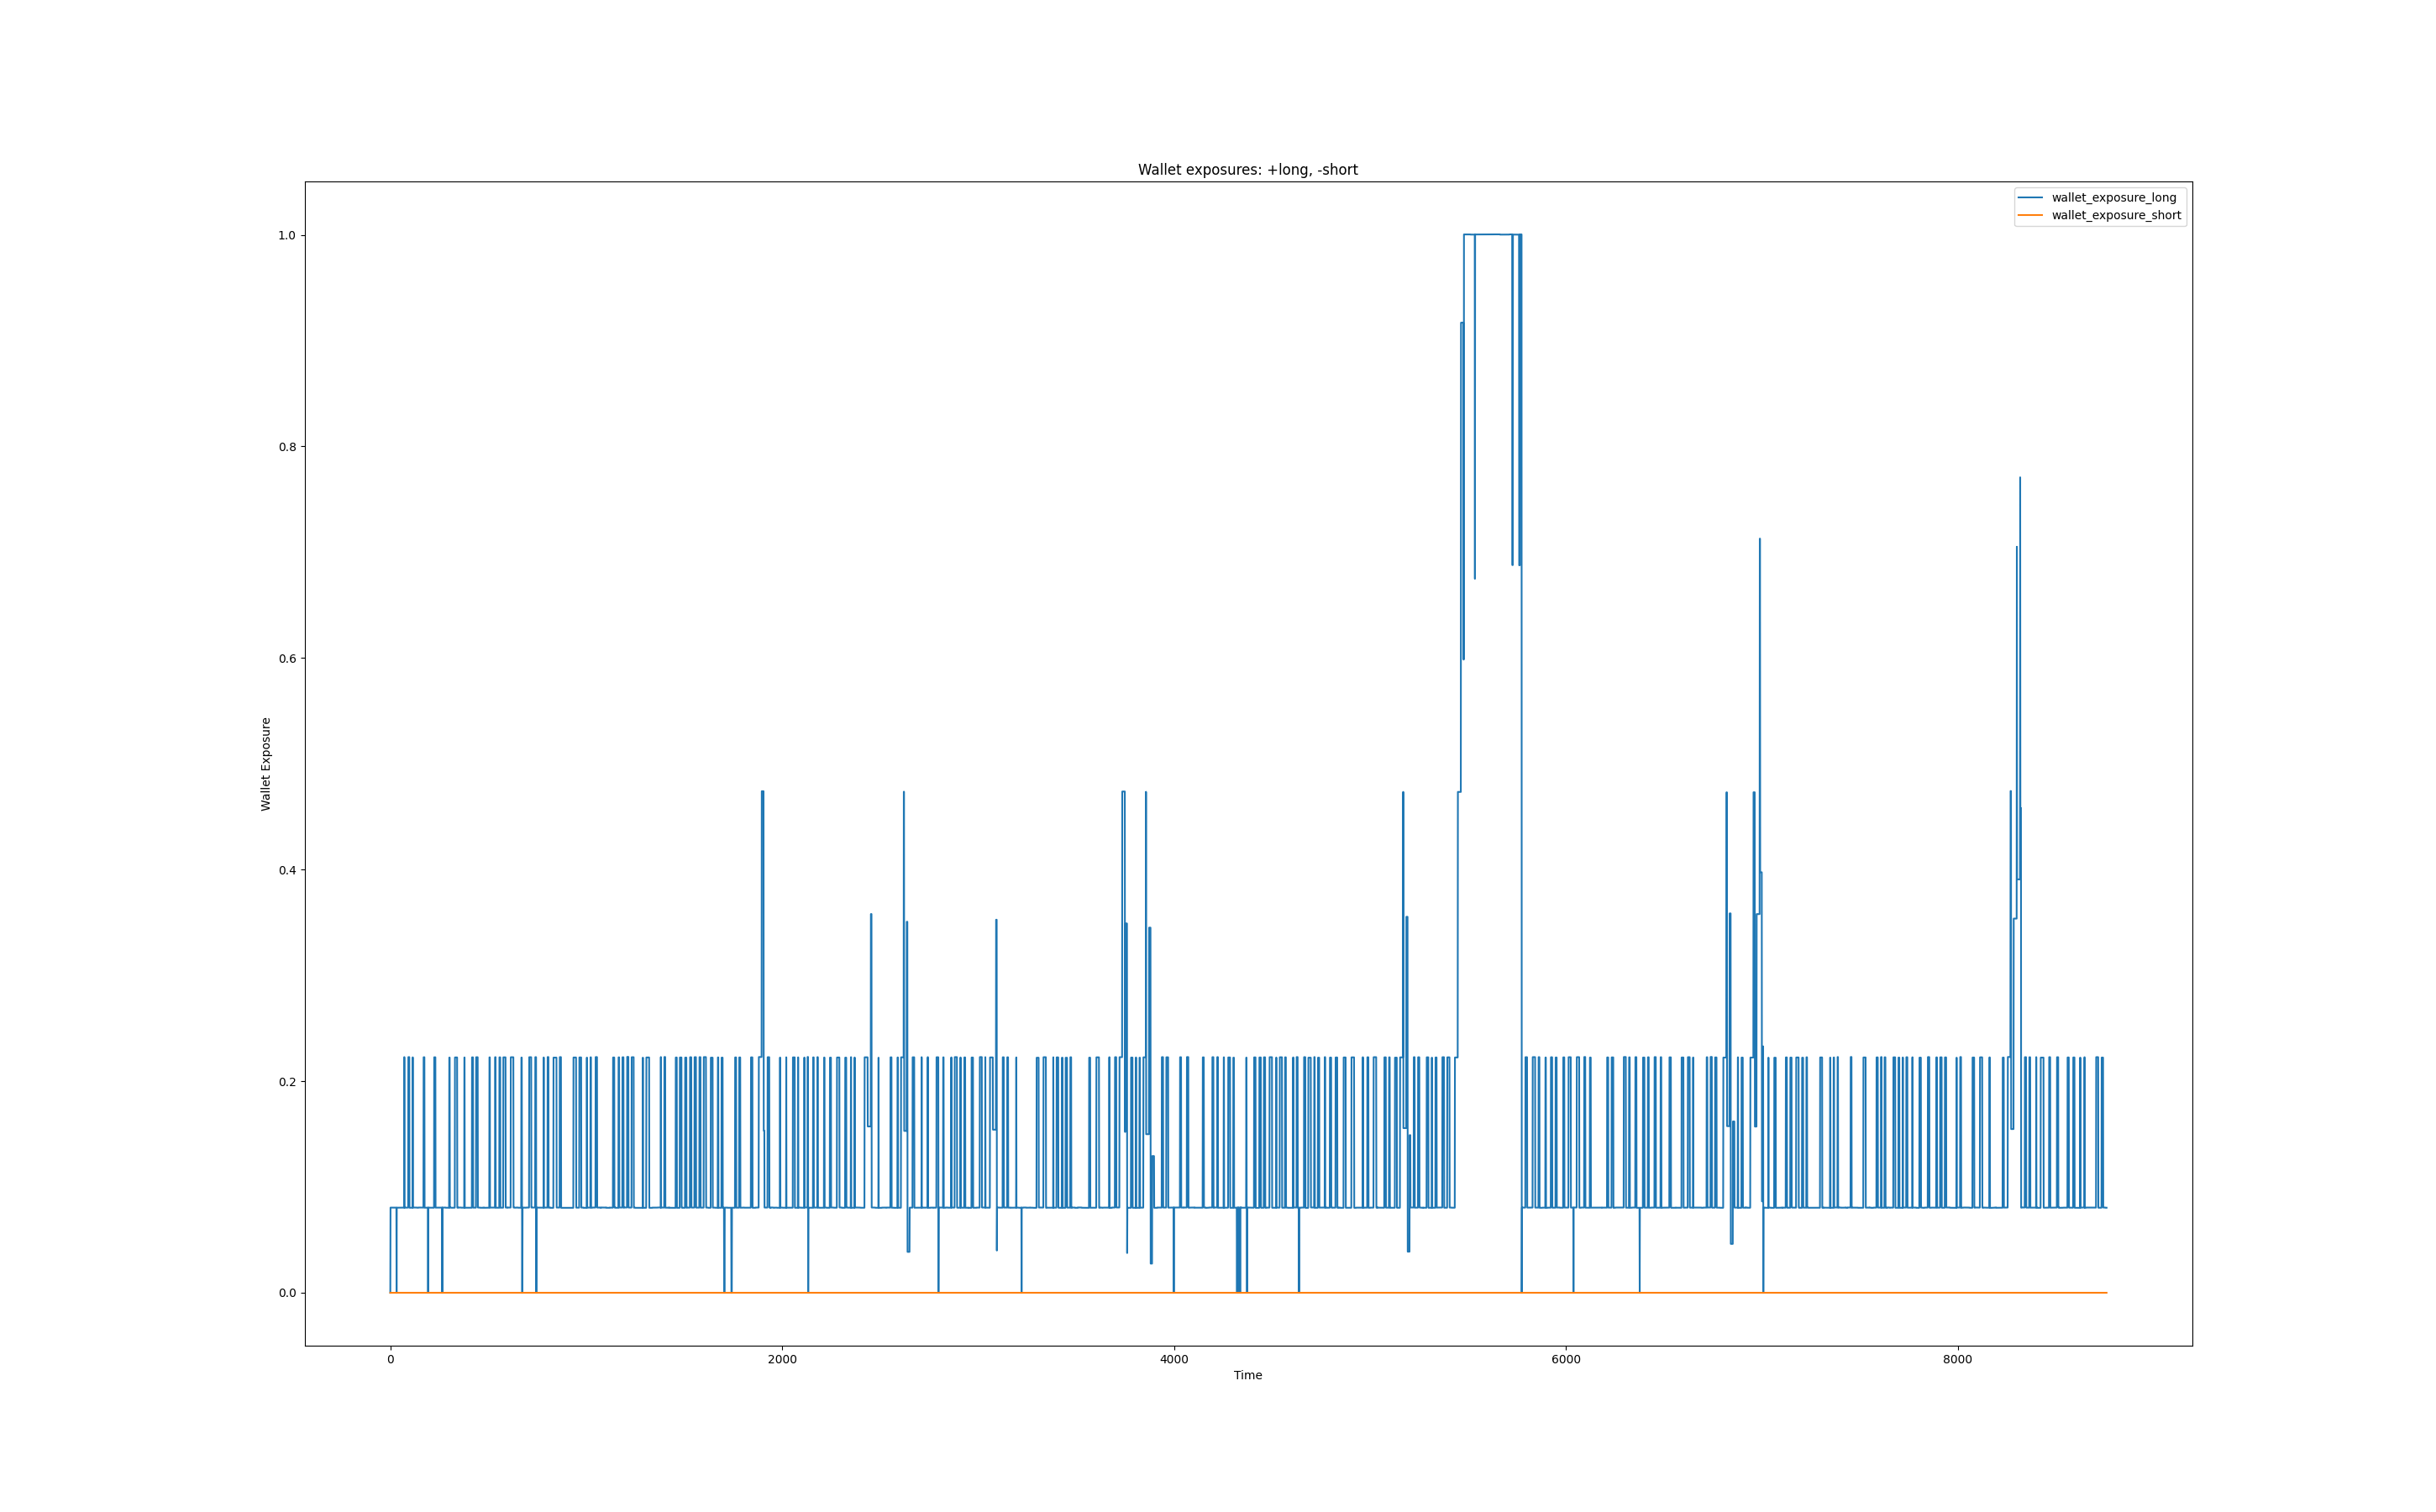 Wallet exposures: +long, -short
wallet_exposure_long
wallet_exposure_short
1.0
0.8
0.6
0.4
0.2
0.0
Wallet Exposure
0 2000 4000 6000 8000
Time